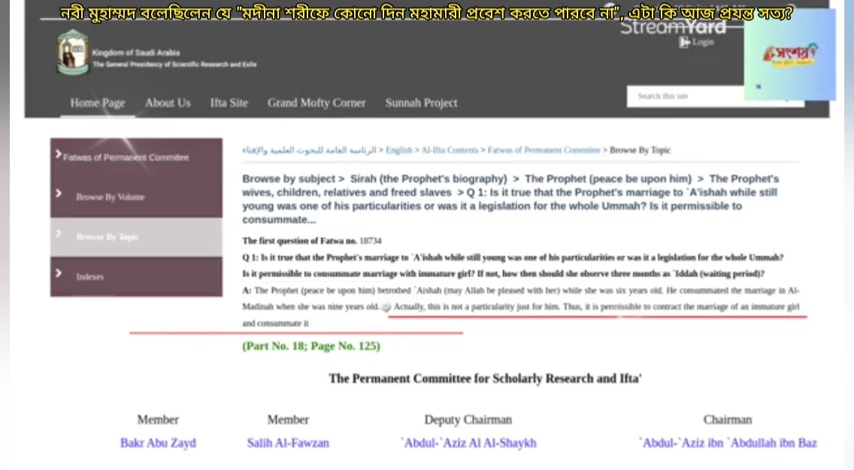 নবী মুহাম্মদ বলেছিলেন যে "মদীনা শরীফে কোনো দিন মহামারী প্রবেশ করতে পারবে না", এটা কি আজ প্রযন্ত সত্য?
StreamYard
Kingdom of Saudi Arabia
The General Presidency of Scholarly Research and Ifta
Login
সংশয়
Home Page About Us Ifta Site Grand Mofty Corner Sunnah Project
Search this site
Fatwas of Permanent Commitee
Browse By Volume
Browse By Topic
Indexes
الرئاسة العامة للبحوث العلمية والإفتاء > English > Al-Ifta Contents > Fatwas of Permanent Commitee > Browse By Topic
Browse by subject > Sirah (the Prophet's biography) > The Prophet (peace be upon him) > The Prophet's
wives, children, relatives and freed slaves > Q 1: Is it true that the Prophet's marriage to `A'ishah while still
young was one of his particularities or was it a legislation for the whole Ummah? Is it permissible to
consummate...
The first question of Fatwa no. 18734
Q 1: Is it true that the Prophet's marriage to `A'ishah while still young was one of his particularities or was it a legislation for the whole Ummah?
Is it permissible to consummate marriage with immature girl? If not, how then should she observe three months as `Iddah (waiting period)?
A: The Prophet (peace be upon him) betrothed `Aishah (may Allah be pleased with her) while she was six years old. He consummated the marriage in Al-
Madinah when she was nine years old. Actually, this is not a particularity just for him. Thus, it is permissible to contract the marriage of an immature girl
and consummate it
(Part No. 18; Page No. 125)
The Permanent Committee for Scholarly Research and Ifta'
Member Member Deputy Chairman Chairman
Bakr Abu Zayd Salih Al-Fawzan `Abdul-`Aziz Al Al-Shaykh `Abdul-`Aziz ibn `Abdullah ibn Baz